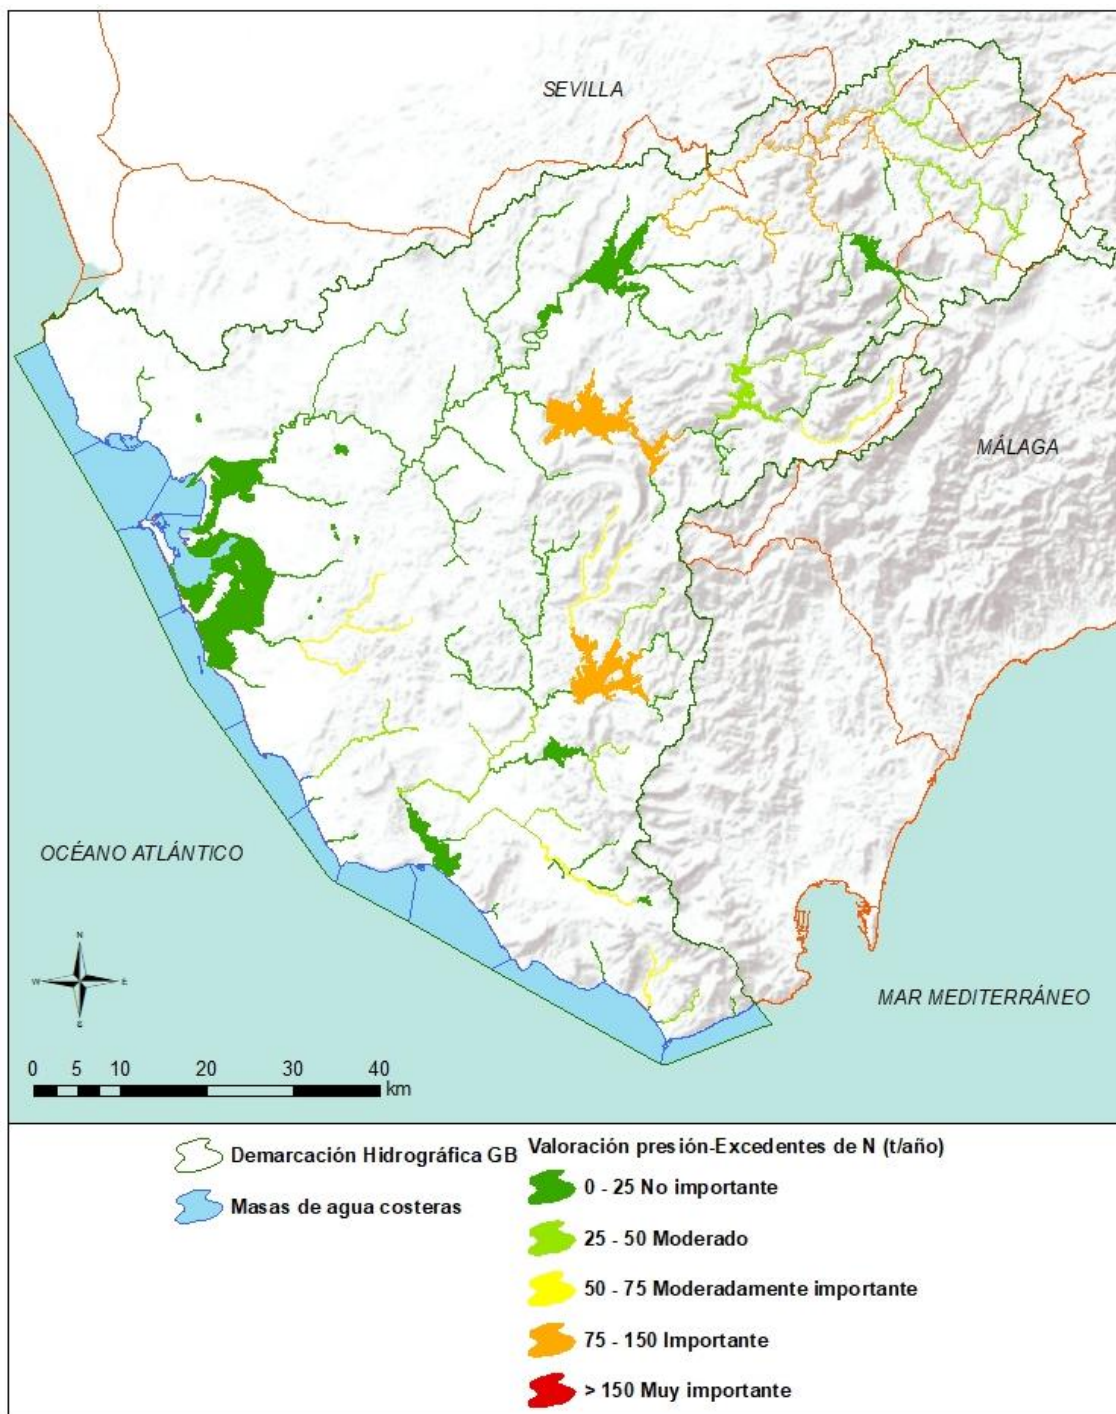 SEVILLA
MÁLAGA
OCÉANO ATLÁNTICO
MAR MEDITERRÁNEO
N
W
E
S
0 5 10 20 30 40
km
Demarcación Hidrográfica GB
Masas de agua costeras
Valoración presión-Excedentes de N (t/año)
0 - 25 No importante
25 - 50 Moderado
50 - 75 Moderadamente importante
75 - 150 Importante
> 150 Muy importante